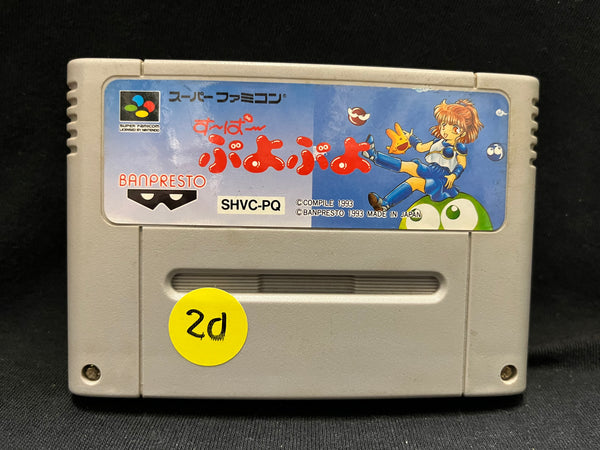 スーパーファミコン®
SUPER FAMICOM
LICENSED BY NINTENDO
す〜ぱ〜
ぷよぷよ
BANPRESTO
SHVC-PQ
©COMPILE 1993
©BANPRESTO 1993 MADE IN JAPAN
2d